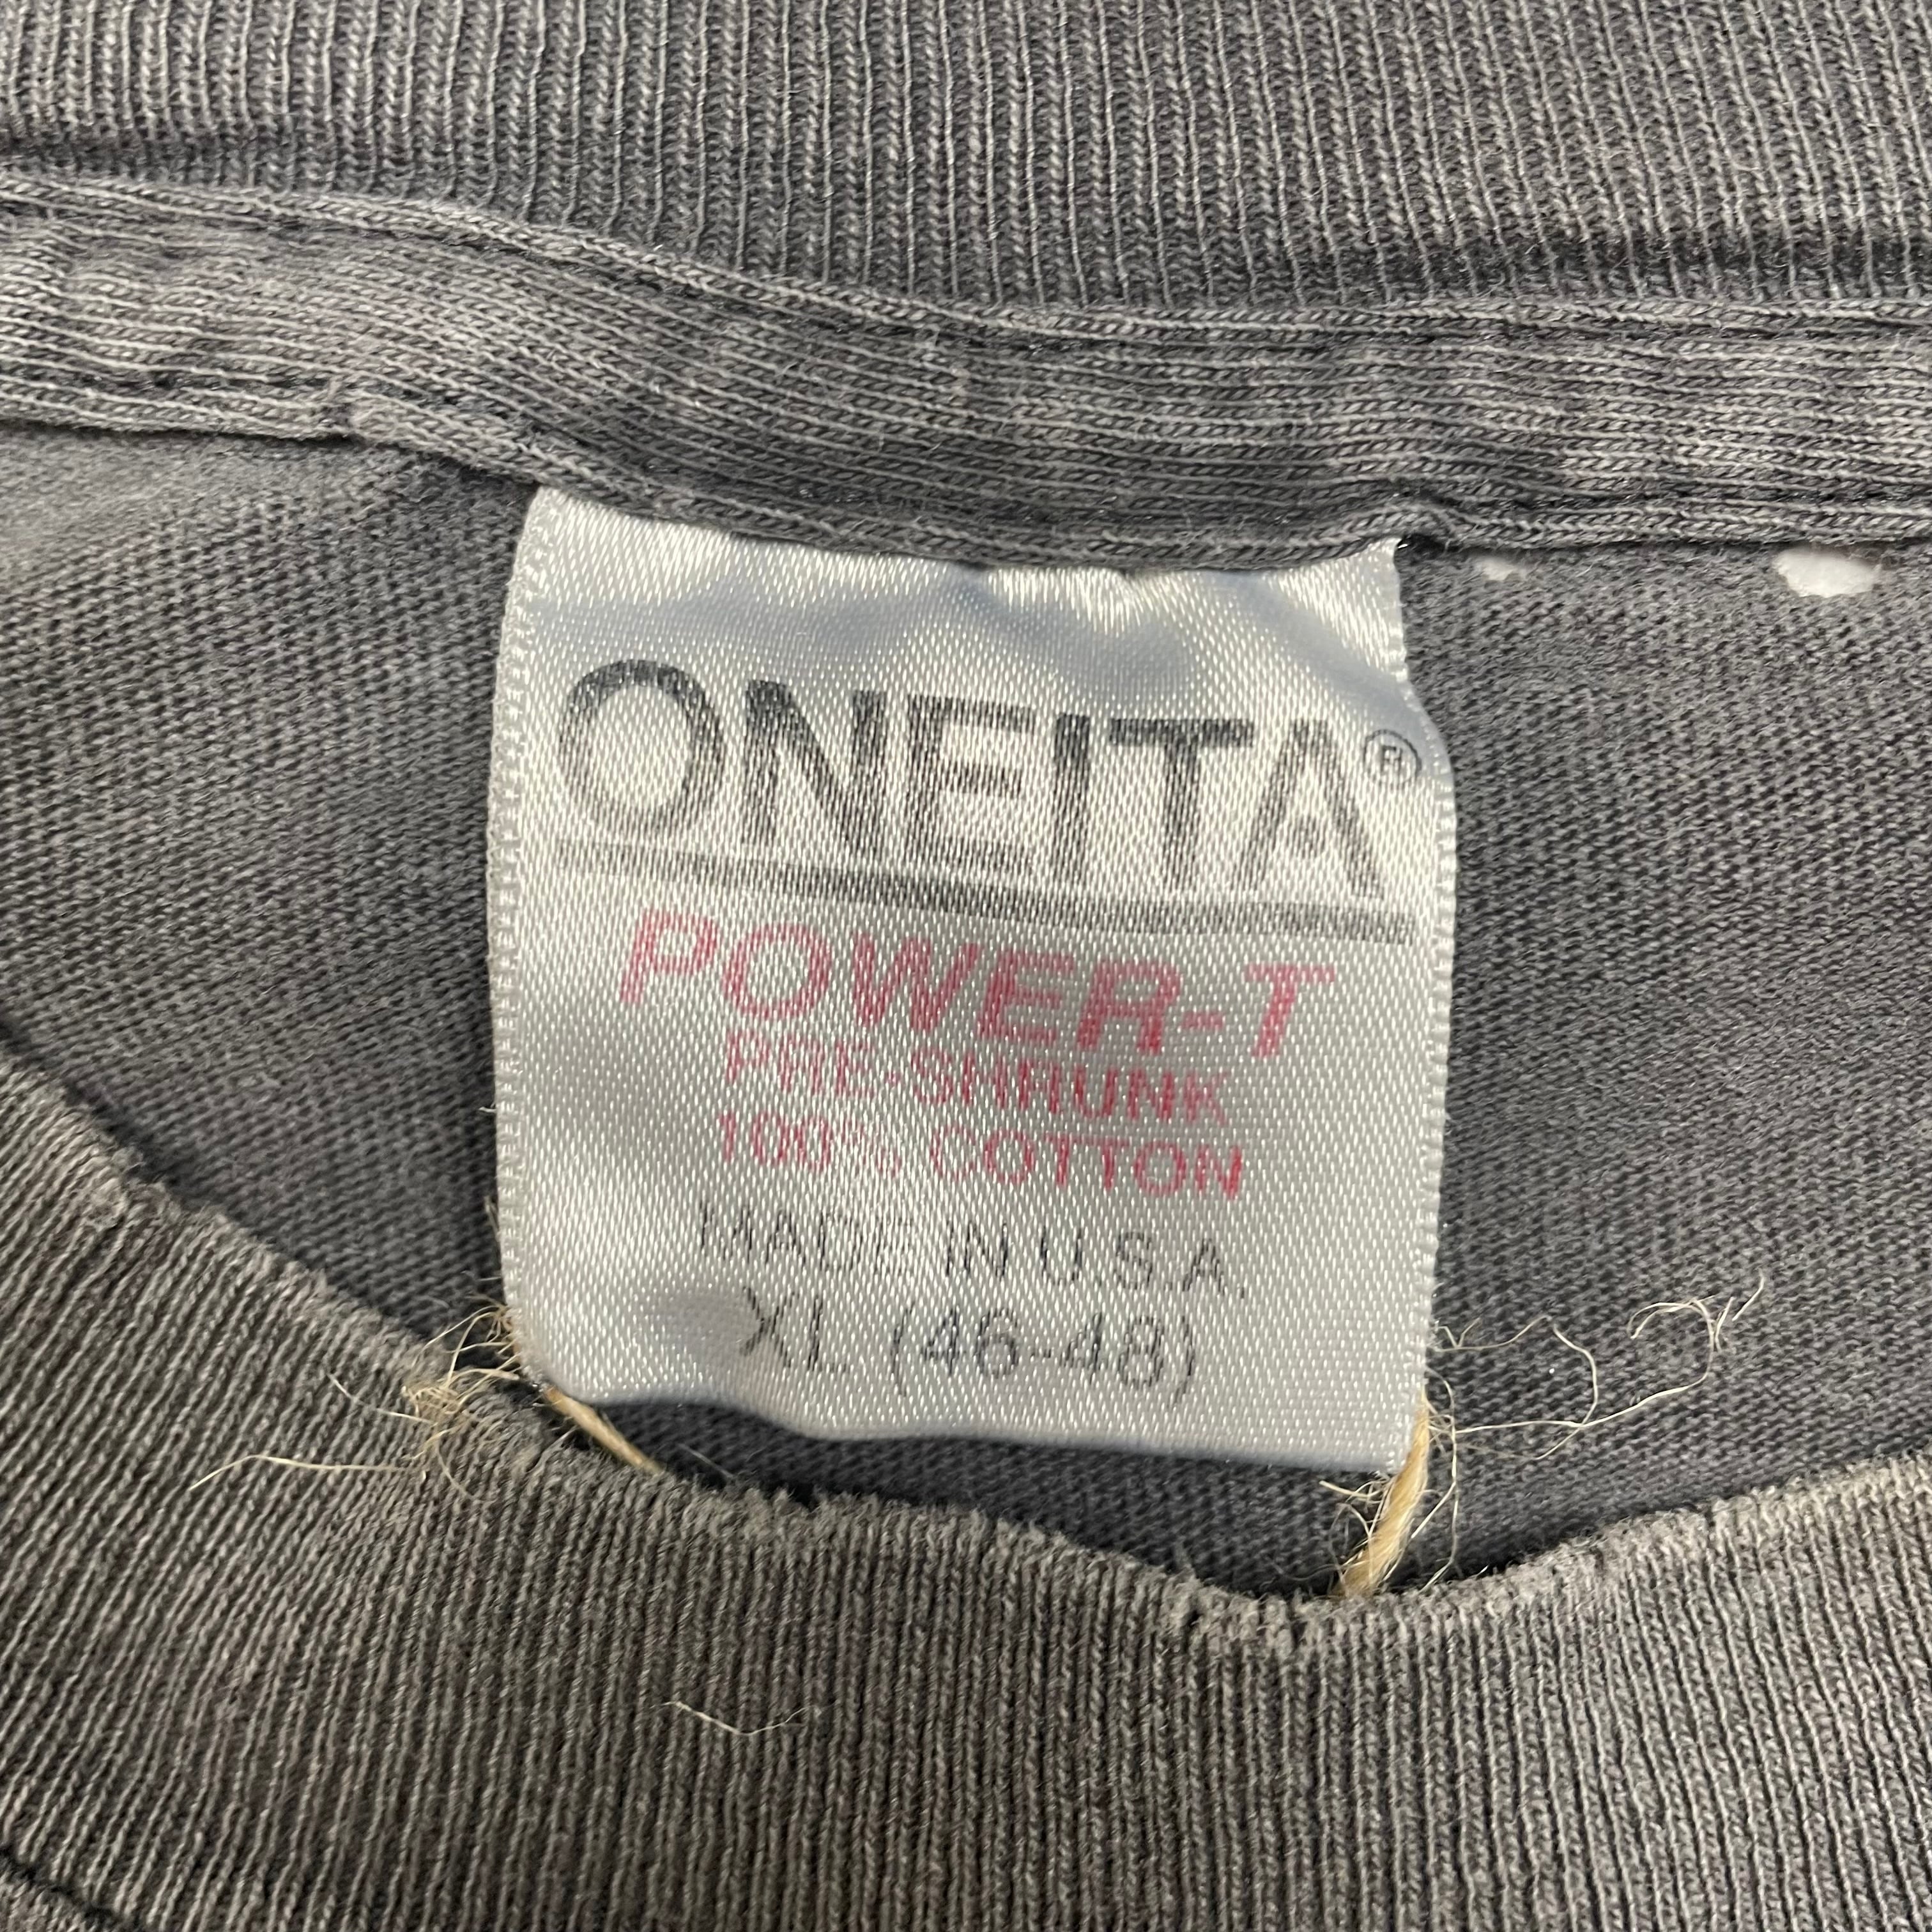 ONEITA®
POWER-T
PRE-SHRUNK
100% COTTON
MADE IN U.S.A.
XL (46-48)